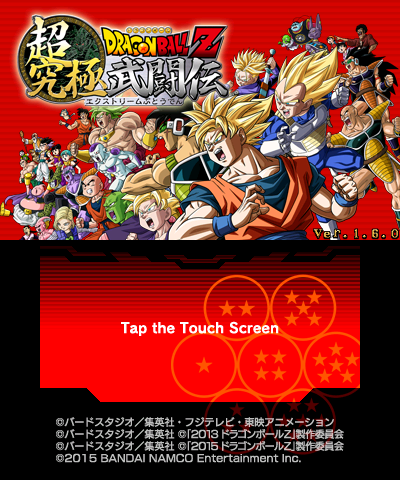 超究極
DRAGON BALL Z
武闘伝
エクストリームぶとうでん
Ver.1.6.0
Tap the Touch Screen
©バードスタジオ／集英社・フジテレビ・東映アニメーション
©バードスタジオ／集英社 ©「2013 ドラゴンボールZ」製作委員会
©バードスタジオ／集英社 ©「2015 ドラゴンボールZ」製作委員会
©2015 BANDAI NAMCO Entertainment Inc.